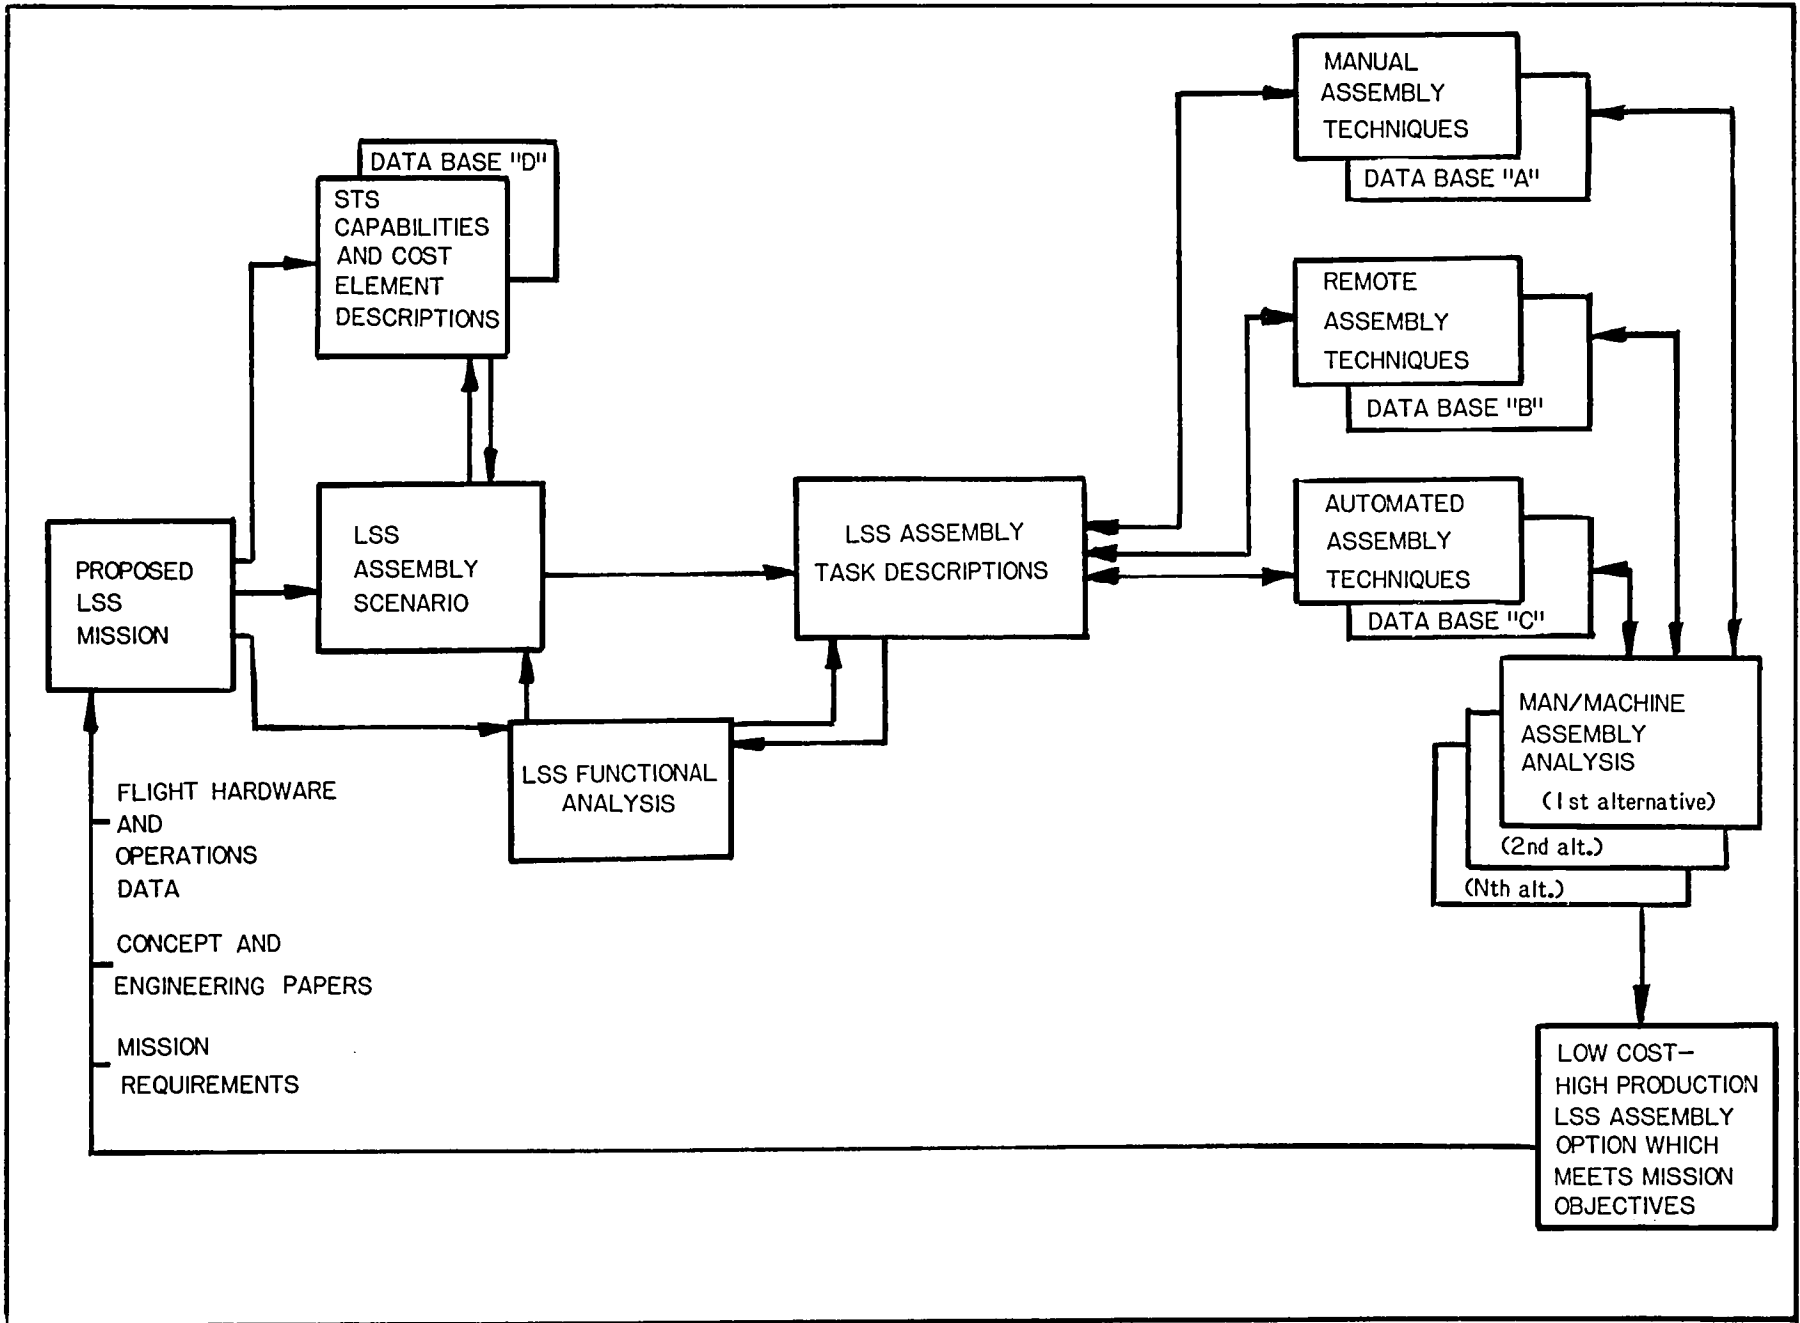 MANUAL
ASSEMBLY
TECHNIQUES
DATA BASE "A"
DATA BASE "D"
STS
CAPABILITIES
AND COST
ELEMENT
DESCRIPTIONS
REMOTE
ASSEMBLY
TECHNIQUES
DATA BASE "B"
PROPOSED
LSS
MISSION
LSS
ASSEMBLY
SCENARIO
LSS ASSEMBLY
TASK DESCRIPTIONS
AUTOMATED
ASSEMBLY
TECHNIQUES
DATA BASE "C"
LSS FUNCTIONAL
ANALYSIS
MAN/MACHINE
ASSEMBLY
ANALYSIS
(1st alternative)
(2nd alt.)
(Nth alt.)
FLIGHT HARDWARE
AND
OPERATIONS
DATA
CONCEPT AND
ENGINEERING PAPERS
MISSION
REQUIREMENTS
LOW COST-
HIGH PRODUCTION
LSS ASSEMBLY
OPTION WHICH
MEETS MISSION
OBJECTIVES